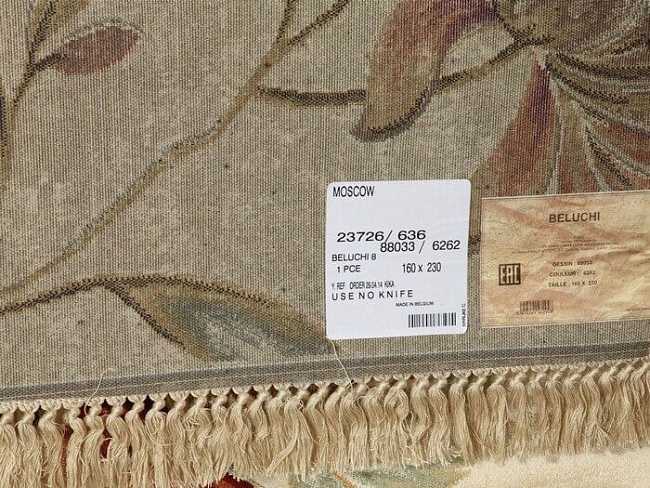 MOSCOW
23726/ 636
88033 / 6262
BELUCHI 8
1 PCE 160 x 230
Y. REF ORDER 29.04.14 KIKA
USE NO KNIFE
MADE IN BELGIUM
BELUCHI
DESSIN : 88033
COULEUR : 6262
TAILLE : 160 X 230
EAC